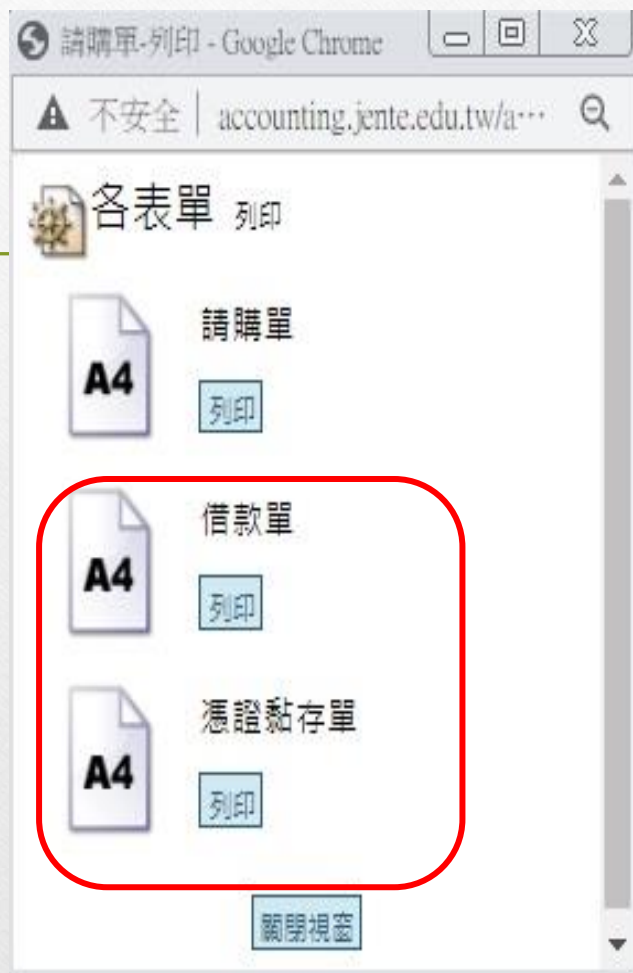 請購單-列印 - Google Chrome
不安全 | accounting.jente.edu.tw/a…
各表單 列印
A4
請購單
列印
A4
借款單
列印
A4
憑證黏存單
列印
關閉視窗